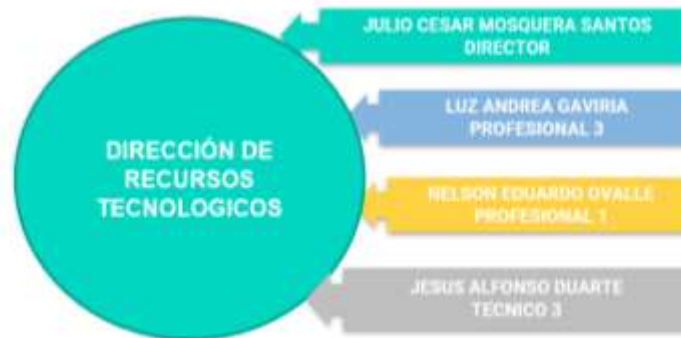 DIRECCIÓN DE
RECURSOS
TECNOLOGICOS
JULIO CESAR MOSQUERA SANTOS
DIRECTOR
LUZ ANDREA GAVIRIA
PROFESIONAL 3
NELSON EDUARDO OVALLE
PROFESIONAL 1
JESUS ALFONSO DUARTE
TECNICO 3